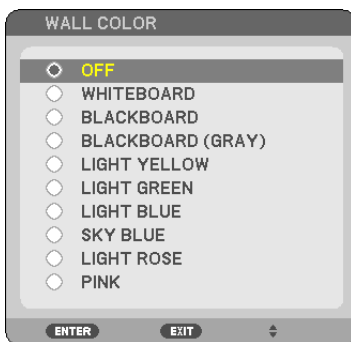 WALL COLOR
OFF
WHITEBOARD
BLACKBOARD
BLACKBOARD (GRAY)
LIGHT YELLOW
LIGHT GREEN
LIGHT BLUE
SKY BLUE
LIGHT ROSE
PINK
ENTER EXIT